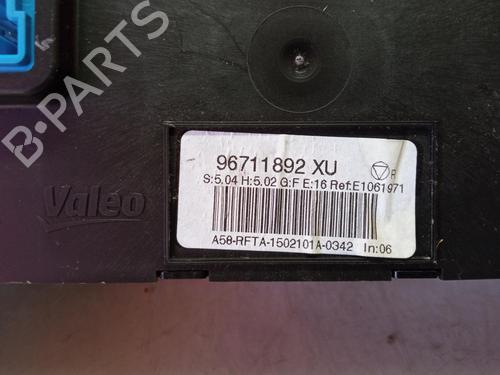 B-PARTS
96711892 XU
R
S:5.04 H:5.02 G:F E:16 Ref:E1061971
Valeo
A58-RFTA-1502101A-0342 In:06